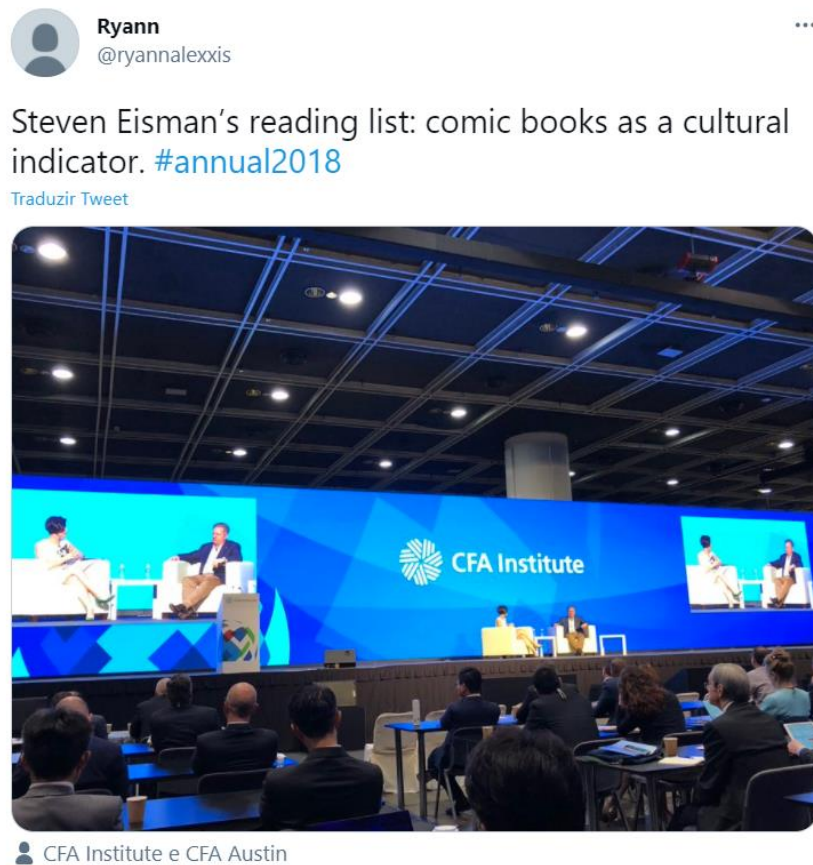 Ryann
@ryannalexxis
Steven Eisman’s reading list: comic books as a cultural
indicator. #annual2018
Traduzir Tweet
CFA Institute
CFA Institute e CFA Austin